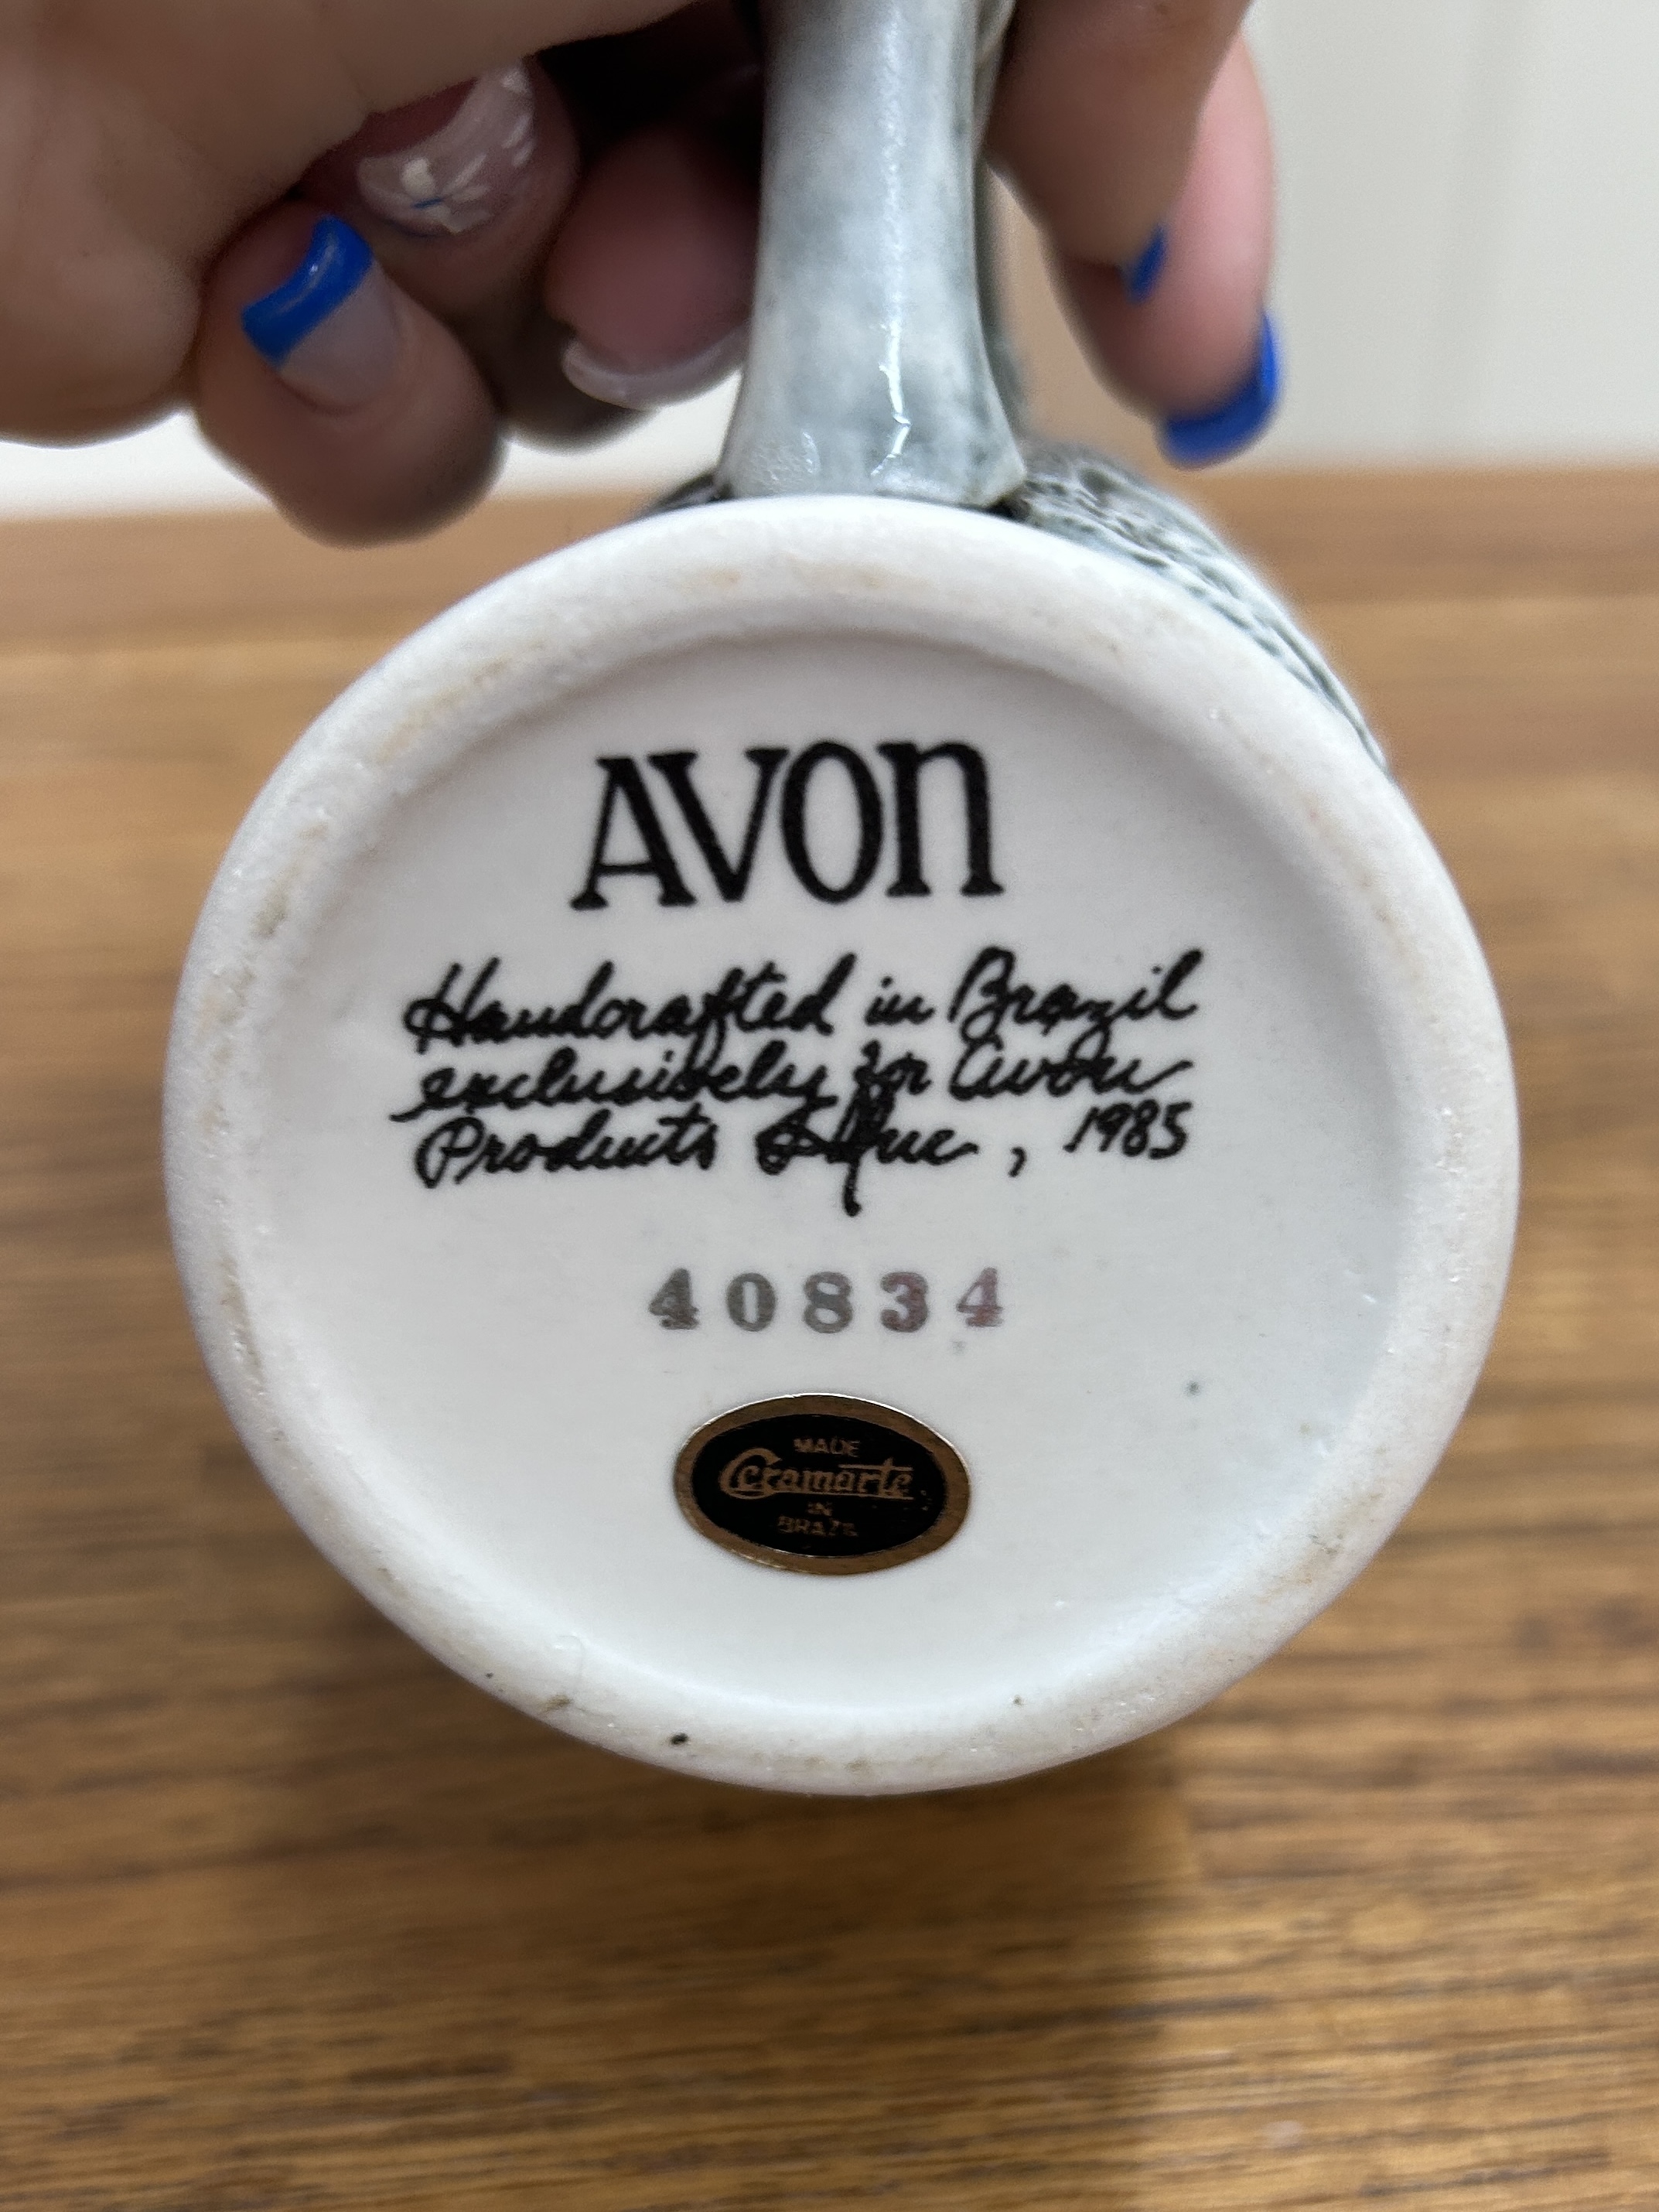 AVON
Handcrafted in Brazil
exclusively for Avon
Products Inc, 1985
40834
MADE
Ceramarte
IN
BRAZIL